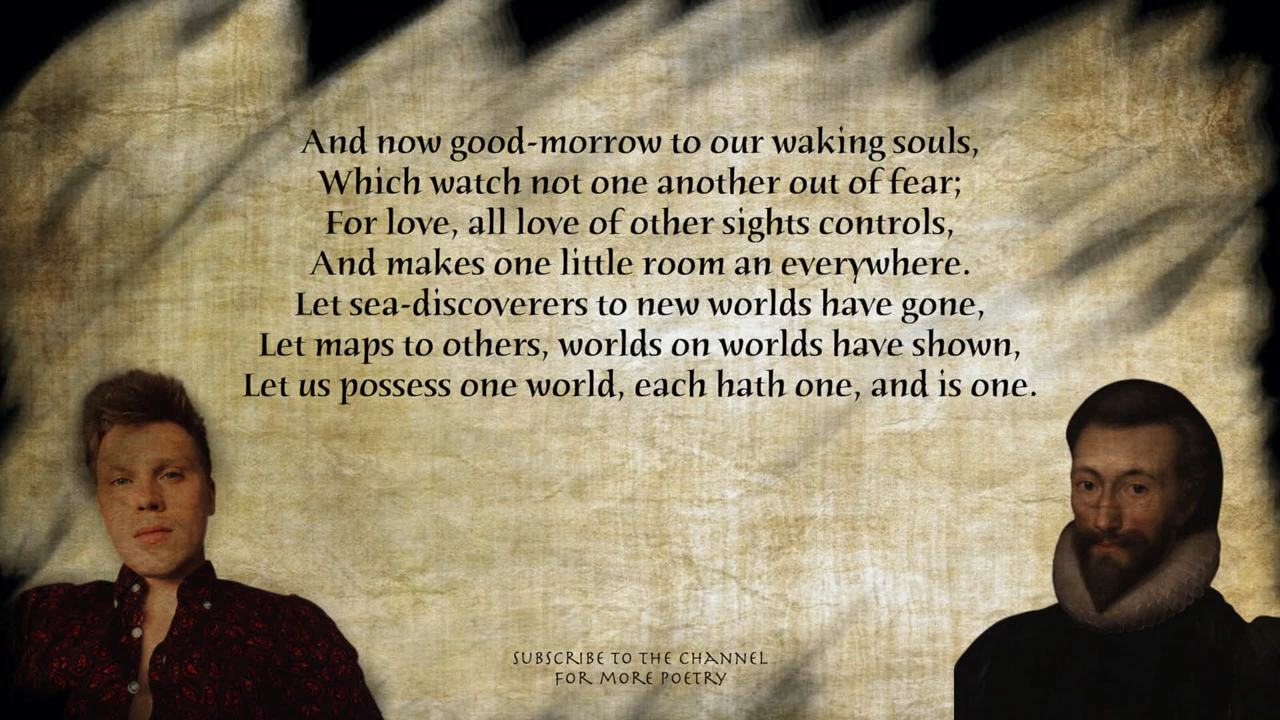 And now good-morrow to our waking souls,
Which watch not one another out of fear;
For love, all love of other sights controls,
And makes one little room an everywhere.
Let sea-discoverers to new worlds have gone,
Let maps to others, worlds on worlds have shown,
Let us possess one world, each hath one, and is one.
SUBSCRIBE TO THE CHANNEL
FOR MORE POETRY